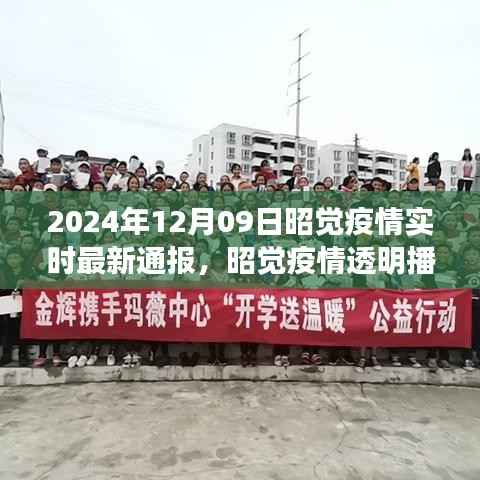 2024年12月09日昭觉疫情实
时最新通报，昭觉疫情透明播
金辉携手玛薇中心“开学送温暖”公益行动